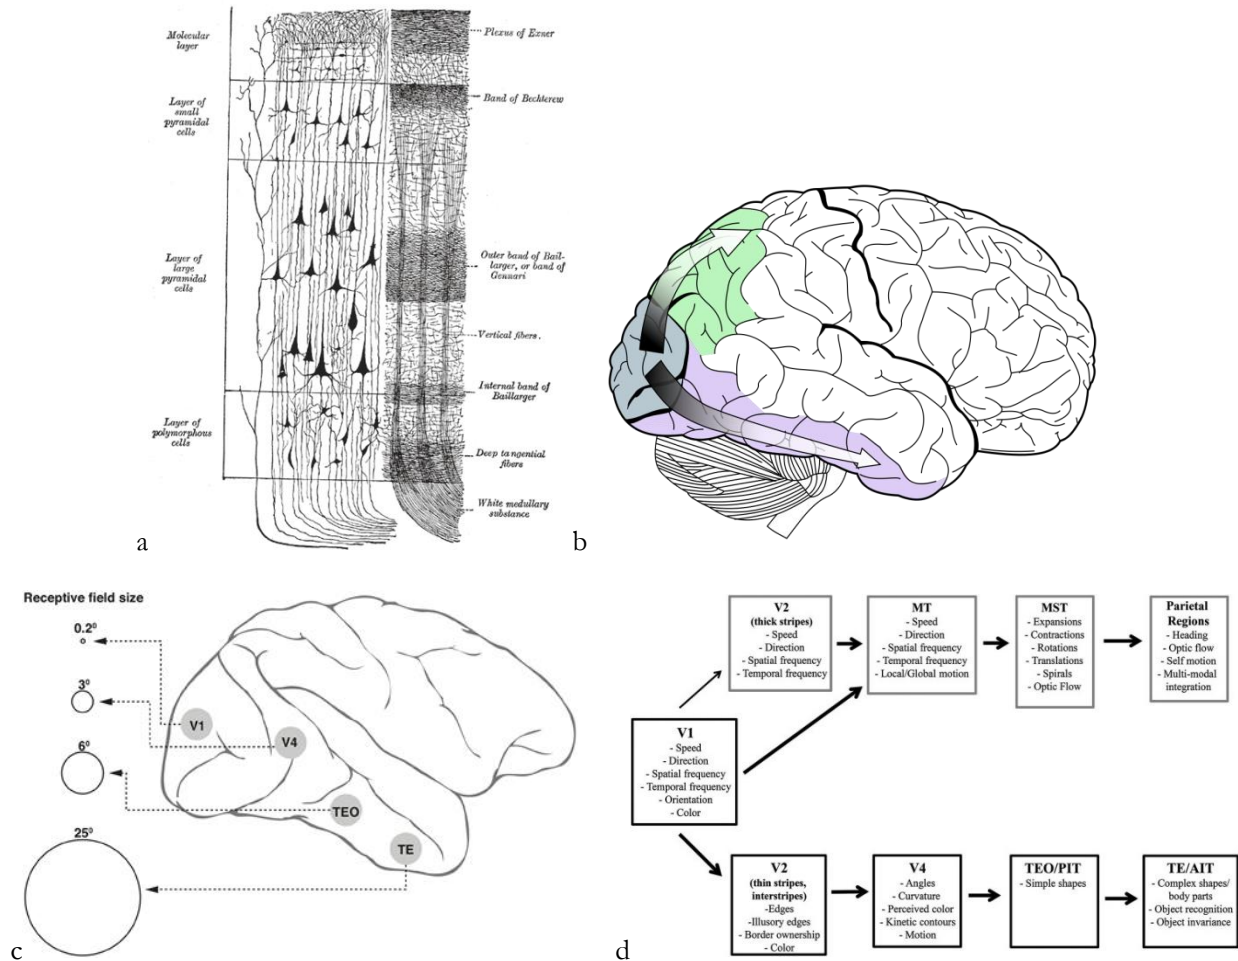 Molecular
layer
Layer of
small
pyramidal
cells
Layer of
large
pyramidal
cells
Layer of
polymorphous
cells
Plexus of Exner
Band of Bechterew
Outer band of Bail-
larger, or band of
Gennari
Vertical fibers.
Internal band of
Baillarger
Deep tangential
fibers
White medullary
substance
a
b
Receptive field size
0.2⁰
3⁰
6⁰
25⁰
V1
V4
TEO
TE
c
V2
(thick stripes)
- Speed
- Direction
- Spatial frequency
- Temporal frequency
MT
- Speed
- Direction
- Spatial frequency
- Temporal frequency
- Local/Global motion
MST
- Expansions
- Contractions
- Rotations
- Translations
- Spirals
- Optic Flow
Parietal
Regions
- Heading
- Optic flow
- Self motion
- Multi-modal
integration
V1
- Speed
- Direction
- Spatial frequency
- Temporal frequency
- Orientation
- Color
V2
(thin stripes,
interstripes)
-Edges
-Illusory edges
- Border ownership
- Color
V4
- Angles
- Curvature
- Perceived color
- Kinetic contours
- Motion
TEO/PIT
- Simple shapes
TE/AIT
- Complex shapes/
body parts
- Object recognition
- Object invariance
d